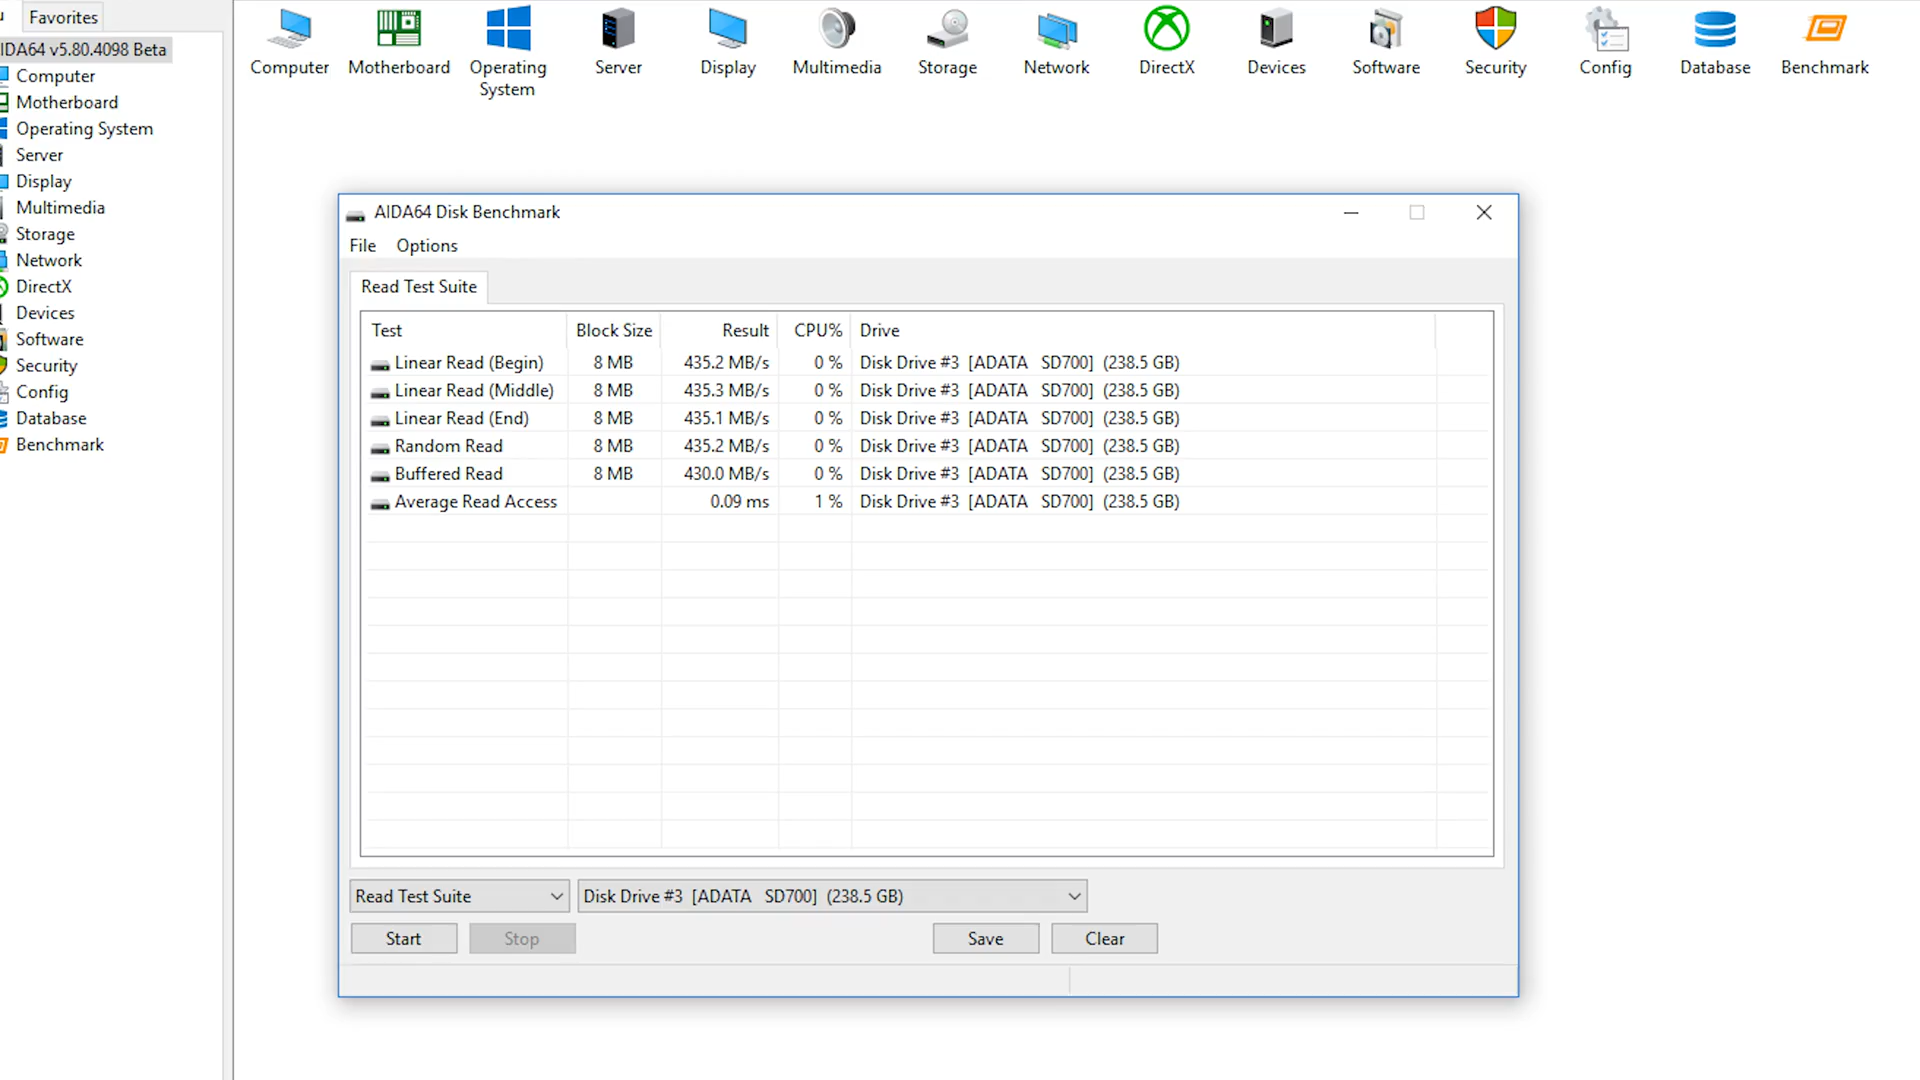 u Favorites
IDA64 v5.80.4098 Beta
Computer
Motherboard
Operating System
Server
Display
Multimedia
Storage
Network
DirectX
Devices
Software
Security
Config
Database
Benchmark
Computer Motherboard Operating System Server Display Multimedia Storage Network DirectX Devices Software Security Config Database Benchmark
AIDA64 Disk Benchmark
File Options
Read Test Suite
Test Block Size Result CPU% Drive
Linear Read (Begin) 8 MB 435.2 MB/s 0 % Disk Drive #3 [ADATA SD700] (238.5 GB)
Linear Read (Middle) 8 MB 435.3 MB/s 0 % Disk Drive #3 [ADATA SD700] (238.5 GB)
Linear Read (End) 8 MB 435.1 MB/s 0 % Disk Drive #3 [ADATA SD700] (238.5 GB)
Random Read 8 MB 435.2 MB/s 0 % Disk Drive #3 [ADATA SD700] (238.5 GB)
Buffered Read 8 MB 430.0 MB/s 0 % Disk Drive #3 [ADATA SD700] (238.5 GB)
Average Read Access 0.09 ms 1 % Disk Drive #3 [ADATA SD700] (238.5 GB)
Read Test Suite Disk Drive #3 [ADATA SD700] (238.5 GB)
Start Stop Save Clear